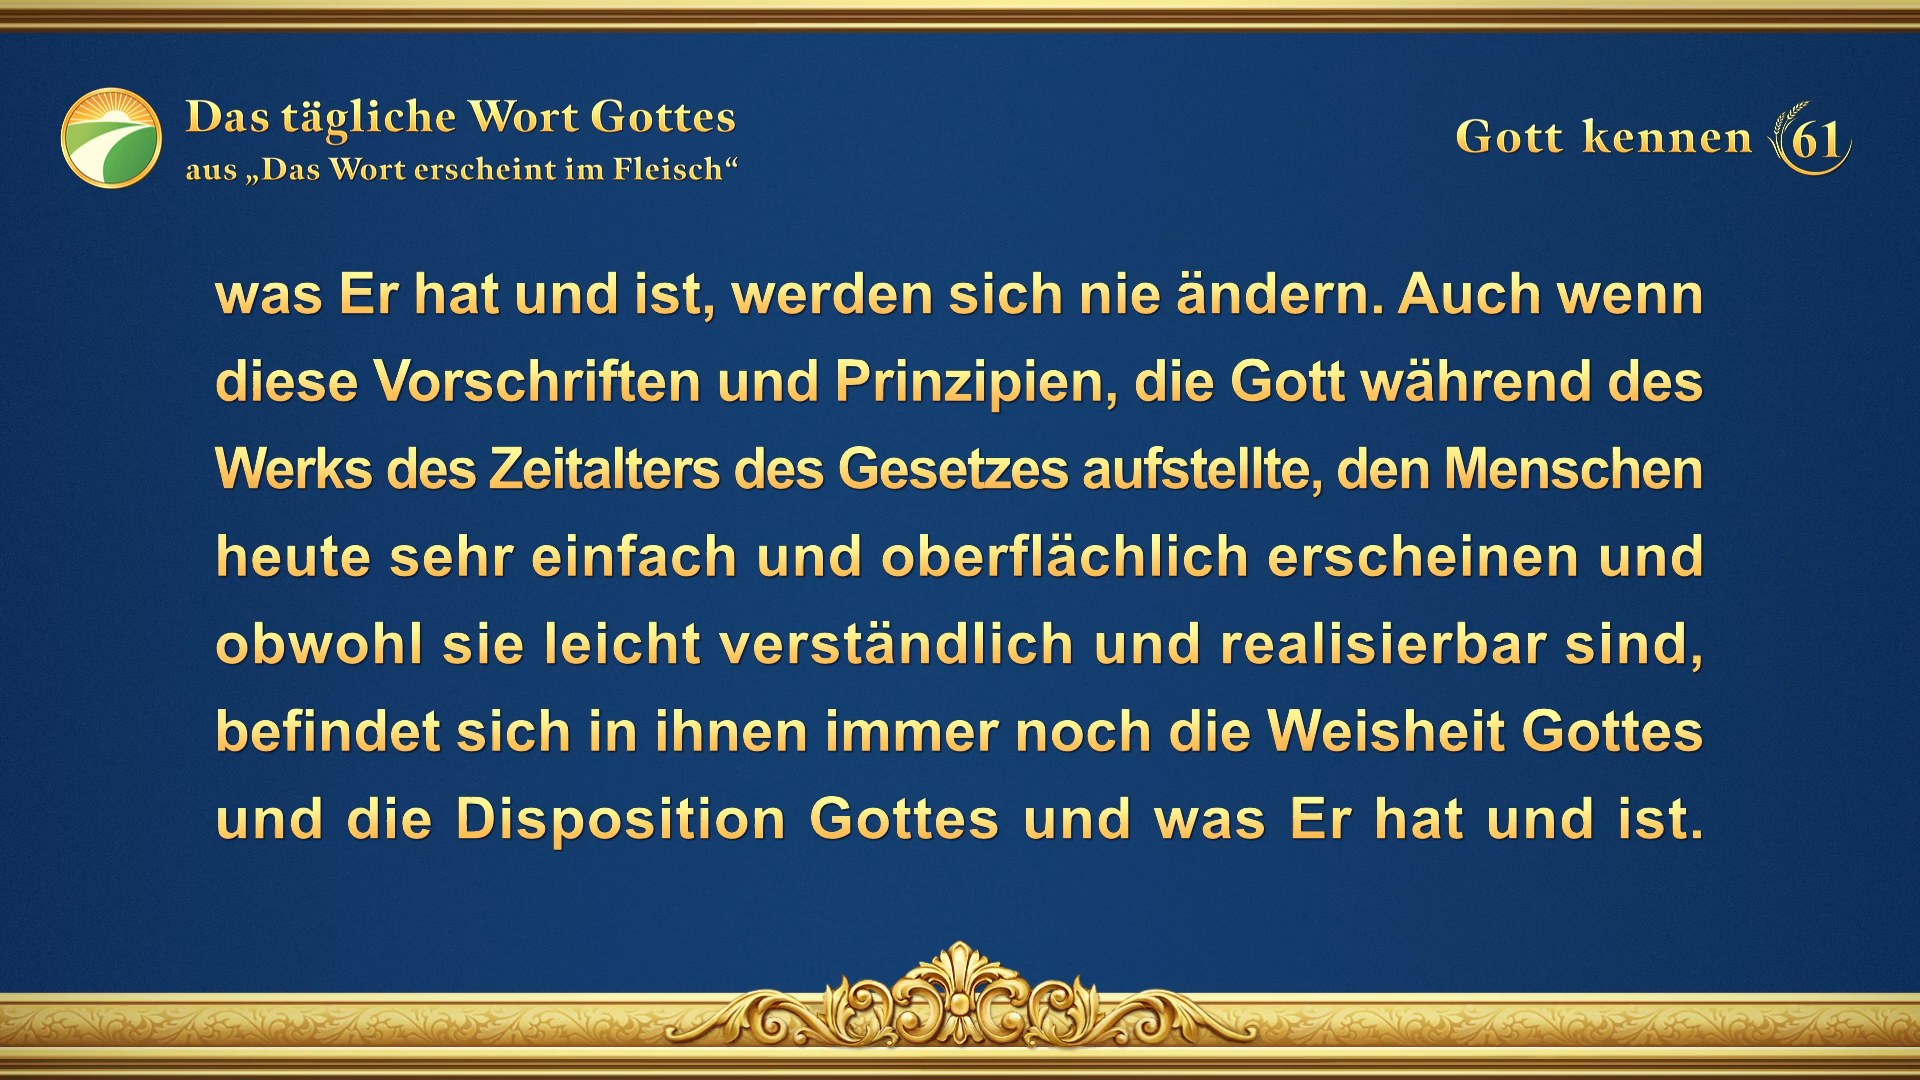 Das tägliche Wort Gottes
aus „Das Wort erscheint im Fleisch“
Gott kennen 61
was Er hat und ist, werden sich nie ändern. Auch wenn
diese Vorschriften und Prinzipien, die Gott während des
Werks des Zeitalters des Gesetzes aufstellte, den Menschen
heute sehr einfach und oberflächlich erscheinen und
obwohl sie leicht verständlich und realisierbar sind,
befindet sich in ihnen immer noch die Weisheit Gottes
und die Disposition Gottes und was Er hat und ist.